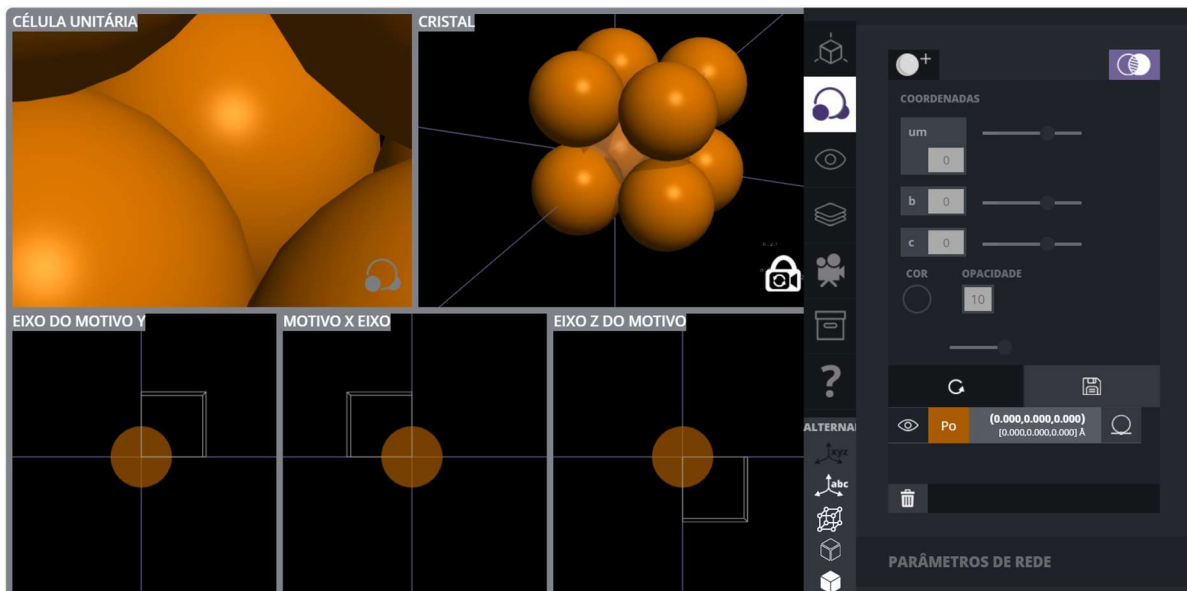 CÉLULA UNITÁRIA
CRISTAL
COORDENADAS
um
0
b
0
c
0
COR
OPACIDADE
10
EIXO DO MOTIVO Y
MOTIVO X EIXO
EIXO Z DO MOTIVO
?
ALTERNA
xyz
abc
Po
(0.000,0.000,0.000)
[0.000,0.000,0.000] Å
PARÂMETROS DE REDE